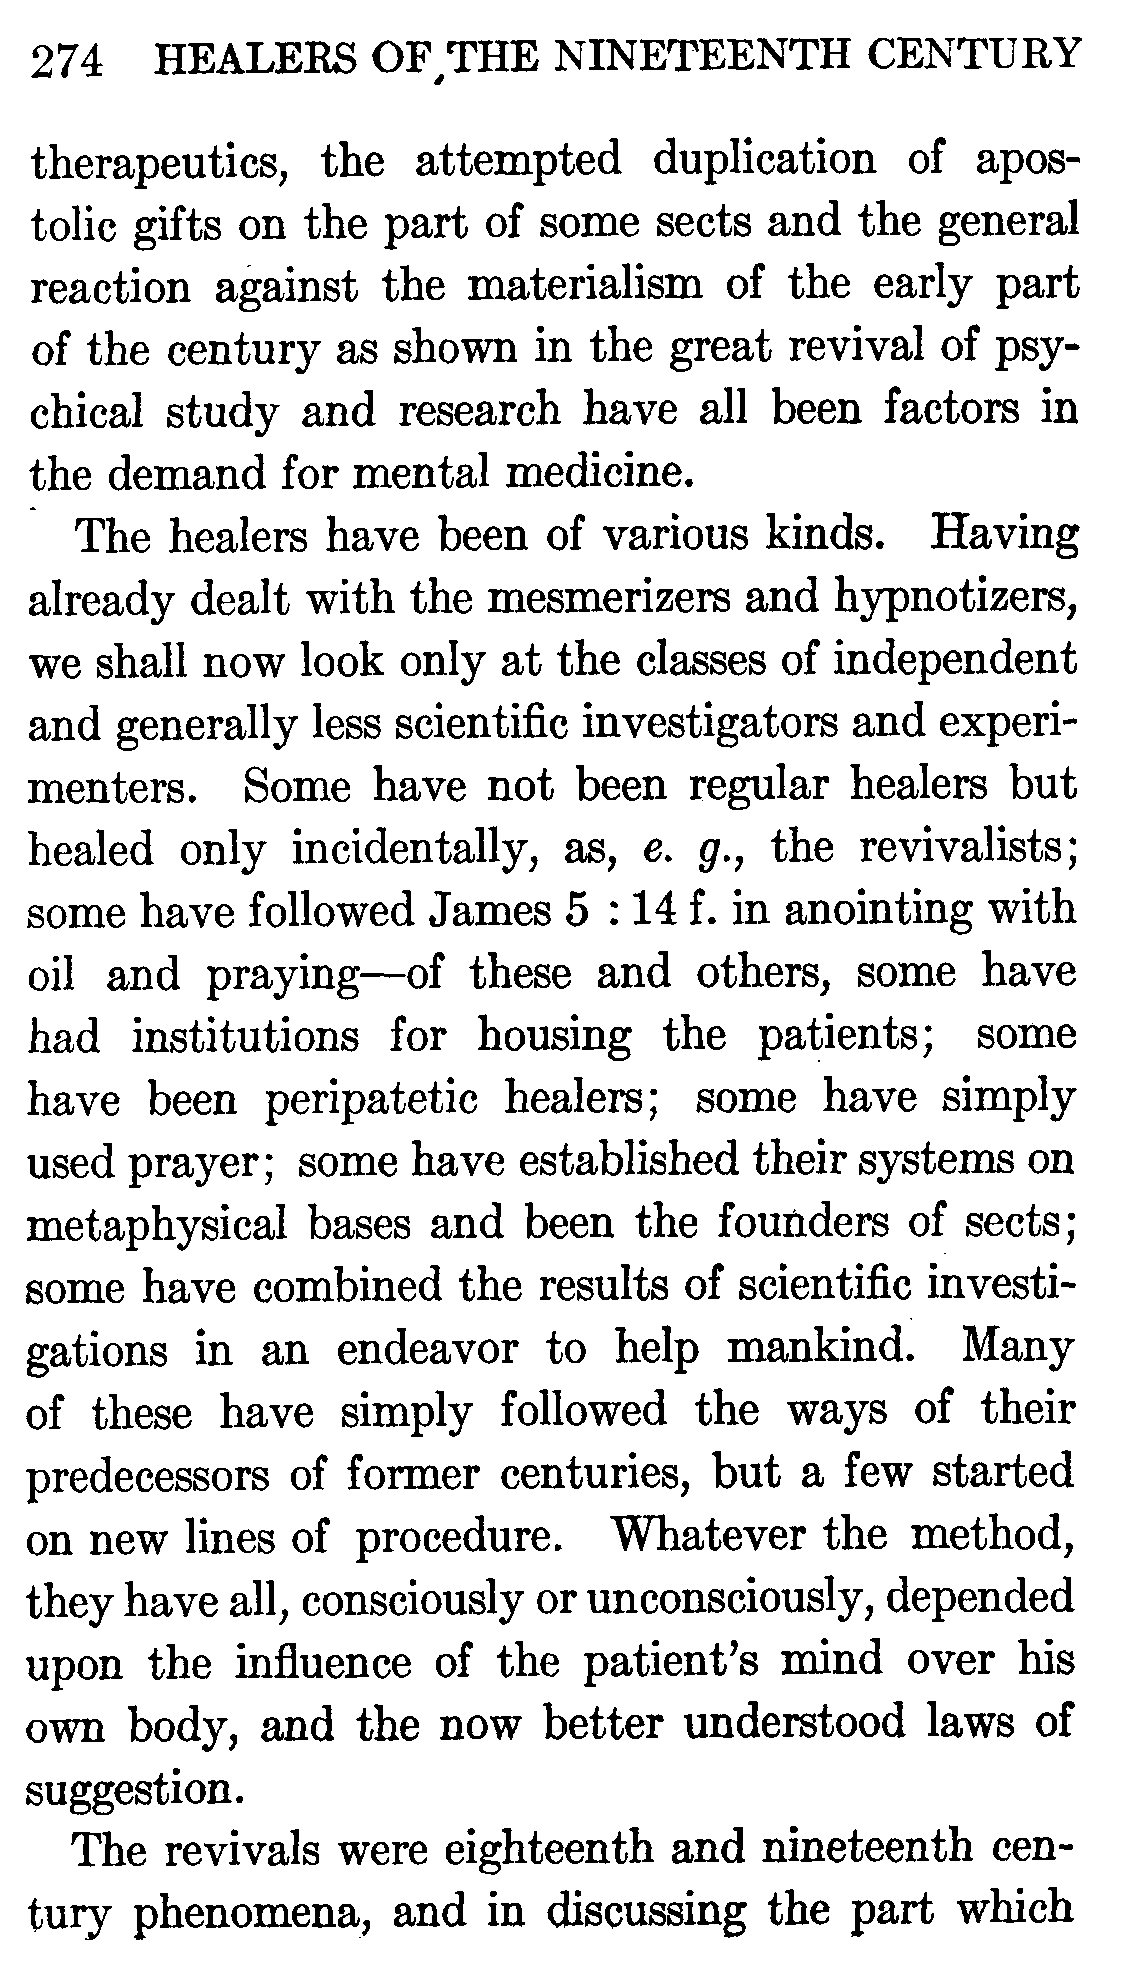 274 HEALERS OF THE NINETEENTH CENTURY
therapeutics, the attempted duplication of apos-
tolic gifts on the part of some sects and the general
reaction against the materialism of the early part
of the century as shown in the great revival of psy-
chical study and research have all been factors in
the demand for mental medicine.
The healers have been of various kinds. Having
already dealt with the mesmerizers and hypnotizers,
we shall now look only at the classes of independent
and generally less scientific investigators and experi-
menters. Some have not been regular healers but
healed only incidentally, as, e. g., the revivalists;
some have followed James 5 : 14 f. in anointing with
oil and praying—of these and others, some have
had institutions for housing the patients; some
have been peripatetic healers; some have simply
used prayer; some have established their systems on
metaphysical bases and been the founders of sects;
some have combined the results of scientific investi-
gations in an endeavor to help mankind. Many
of these have simply followed the ways of their
predecessors of former centuries, but a few started
on new lines of procedure. Whatever the method,
they have all, consciously or unconsciously, depended
upon the influence of the patient's mind over his
own body, and the now better understood laws of
suggestion.
The revivals were eighteenth and nineteenth cen-
tury phenomena, and in discussing the part which